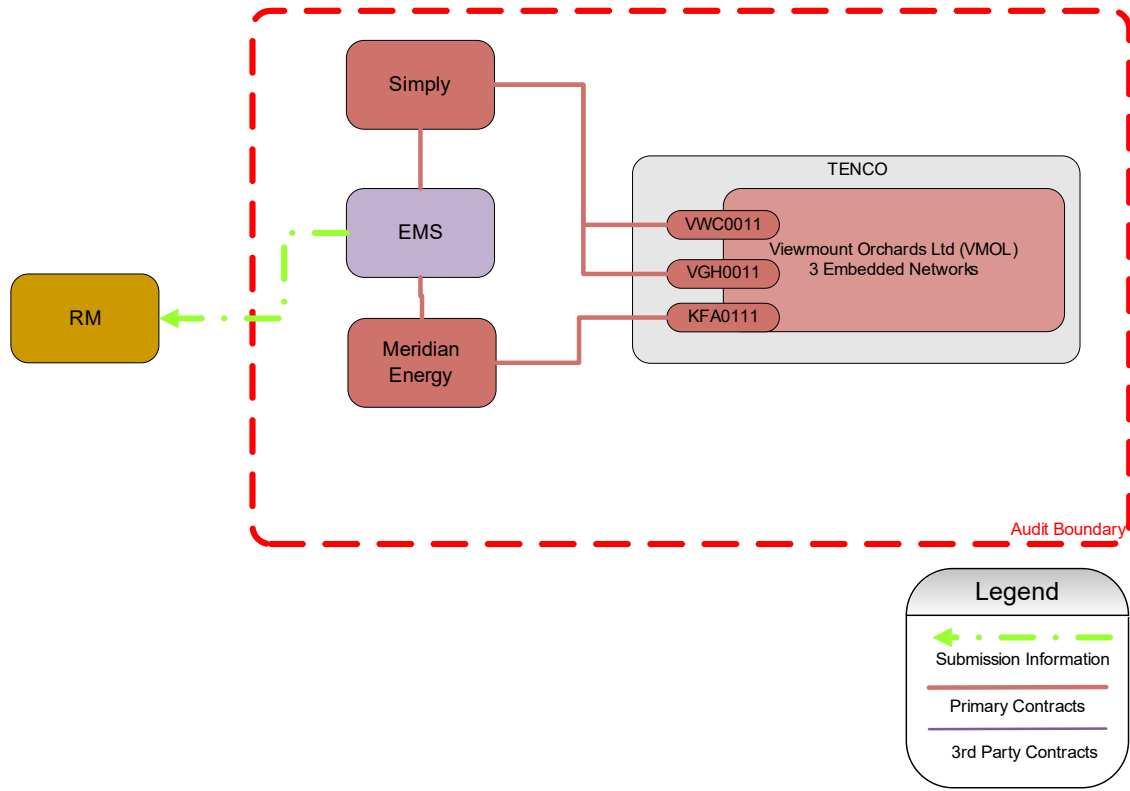 Simply
TENCO
EMS
VWC0011
Viewmount Orchards Ltd (VMOL)
3 Embedded Networks
VGH0011
RM
KFA0111
Meridian
Energy
Audit Boundary
Legend
Submission Information
Primary Contracts
3rd Party Contracts